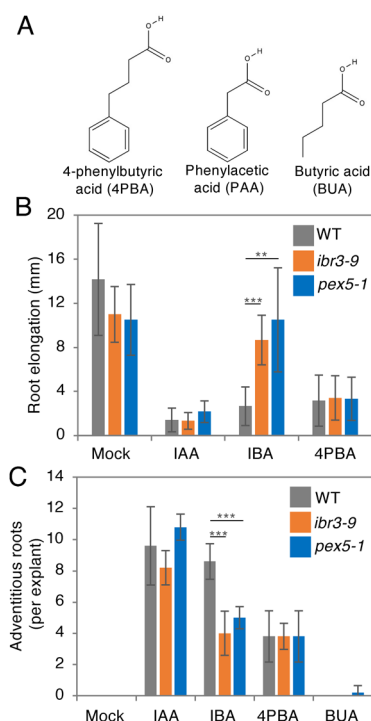 A
O
H
O
O
H
O
O
H
O
4-phenylbutyric
acid (4PBA)
Phenylacetic
acid (PAA)
Butyric acid
(BUA)
B
Root elongation (mm)
20
16
12
8
4
0
WT
ibr3-9
pex5-1
**
***
Mock IAA IBA 4PBA
C
Adventitious roots
(per explant)
14
12
10
8
6
4
2
0
WT
ibr3-9
pex5-1
***
***
Mock IAA IBA 4PBA BUA